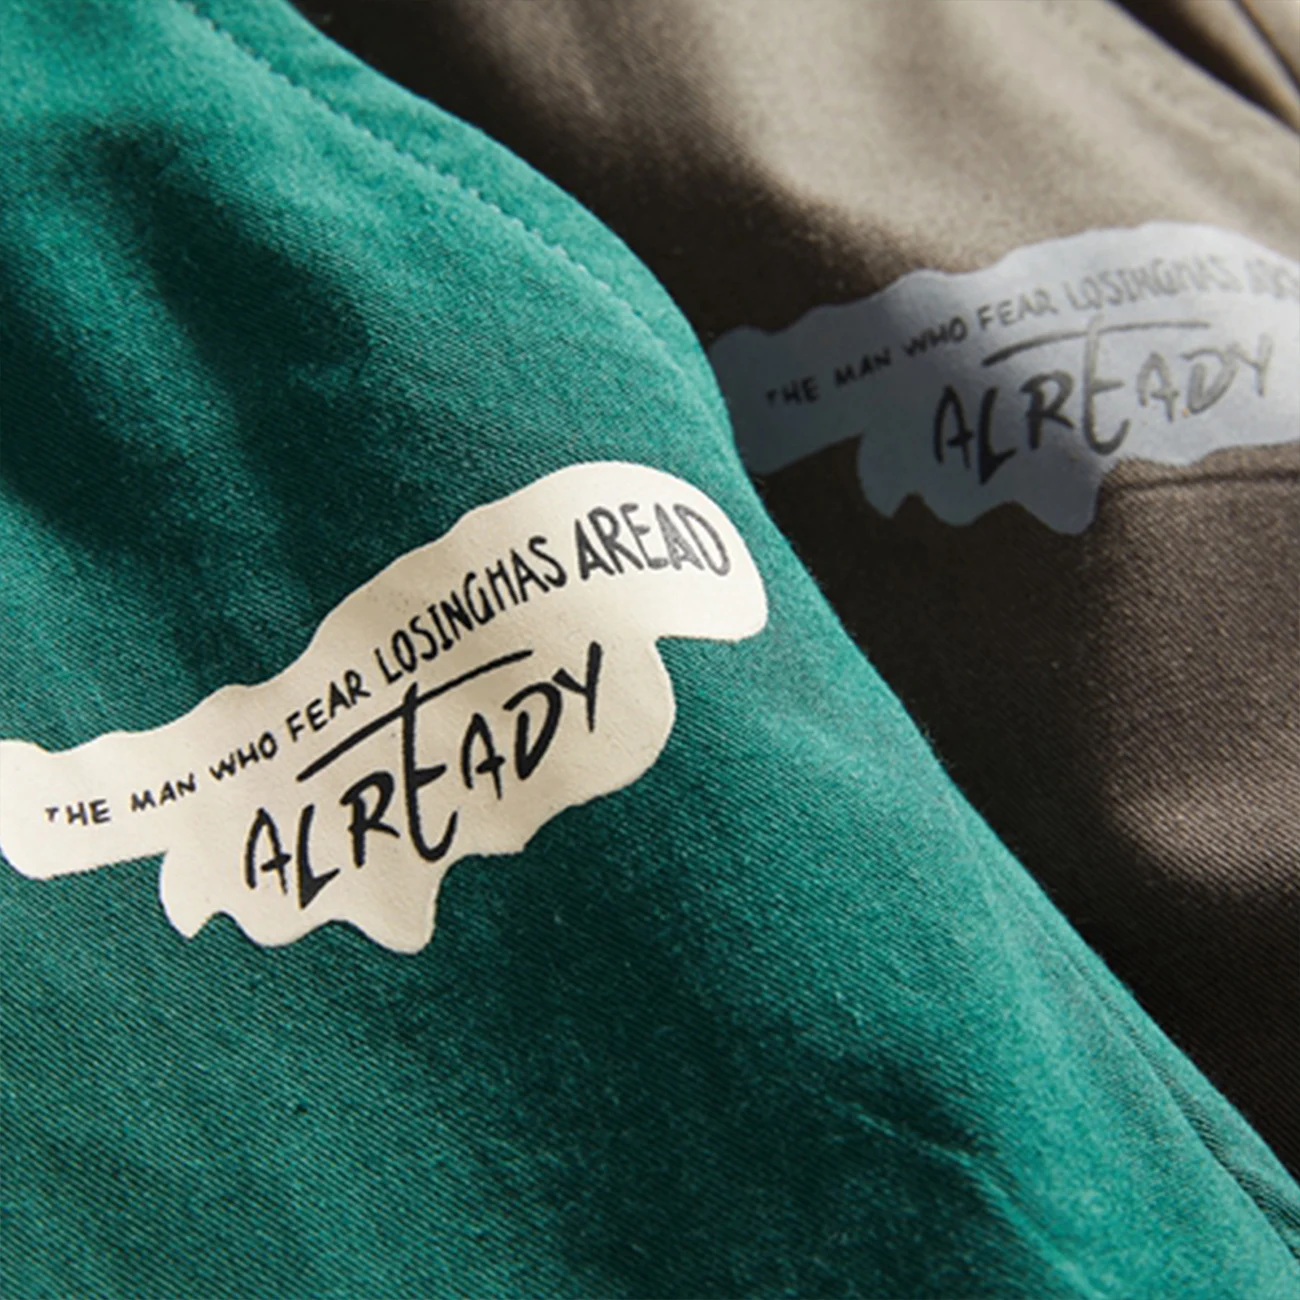 THE MAN WHO FEAR LOSINGHAS AREAD
ALREADY
THE MAN WHO FEAR LOSINGHAS
ALREADY